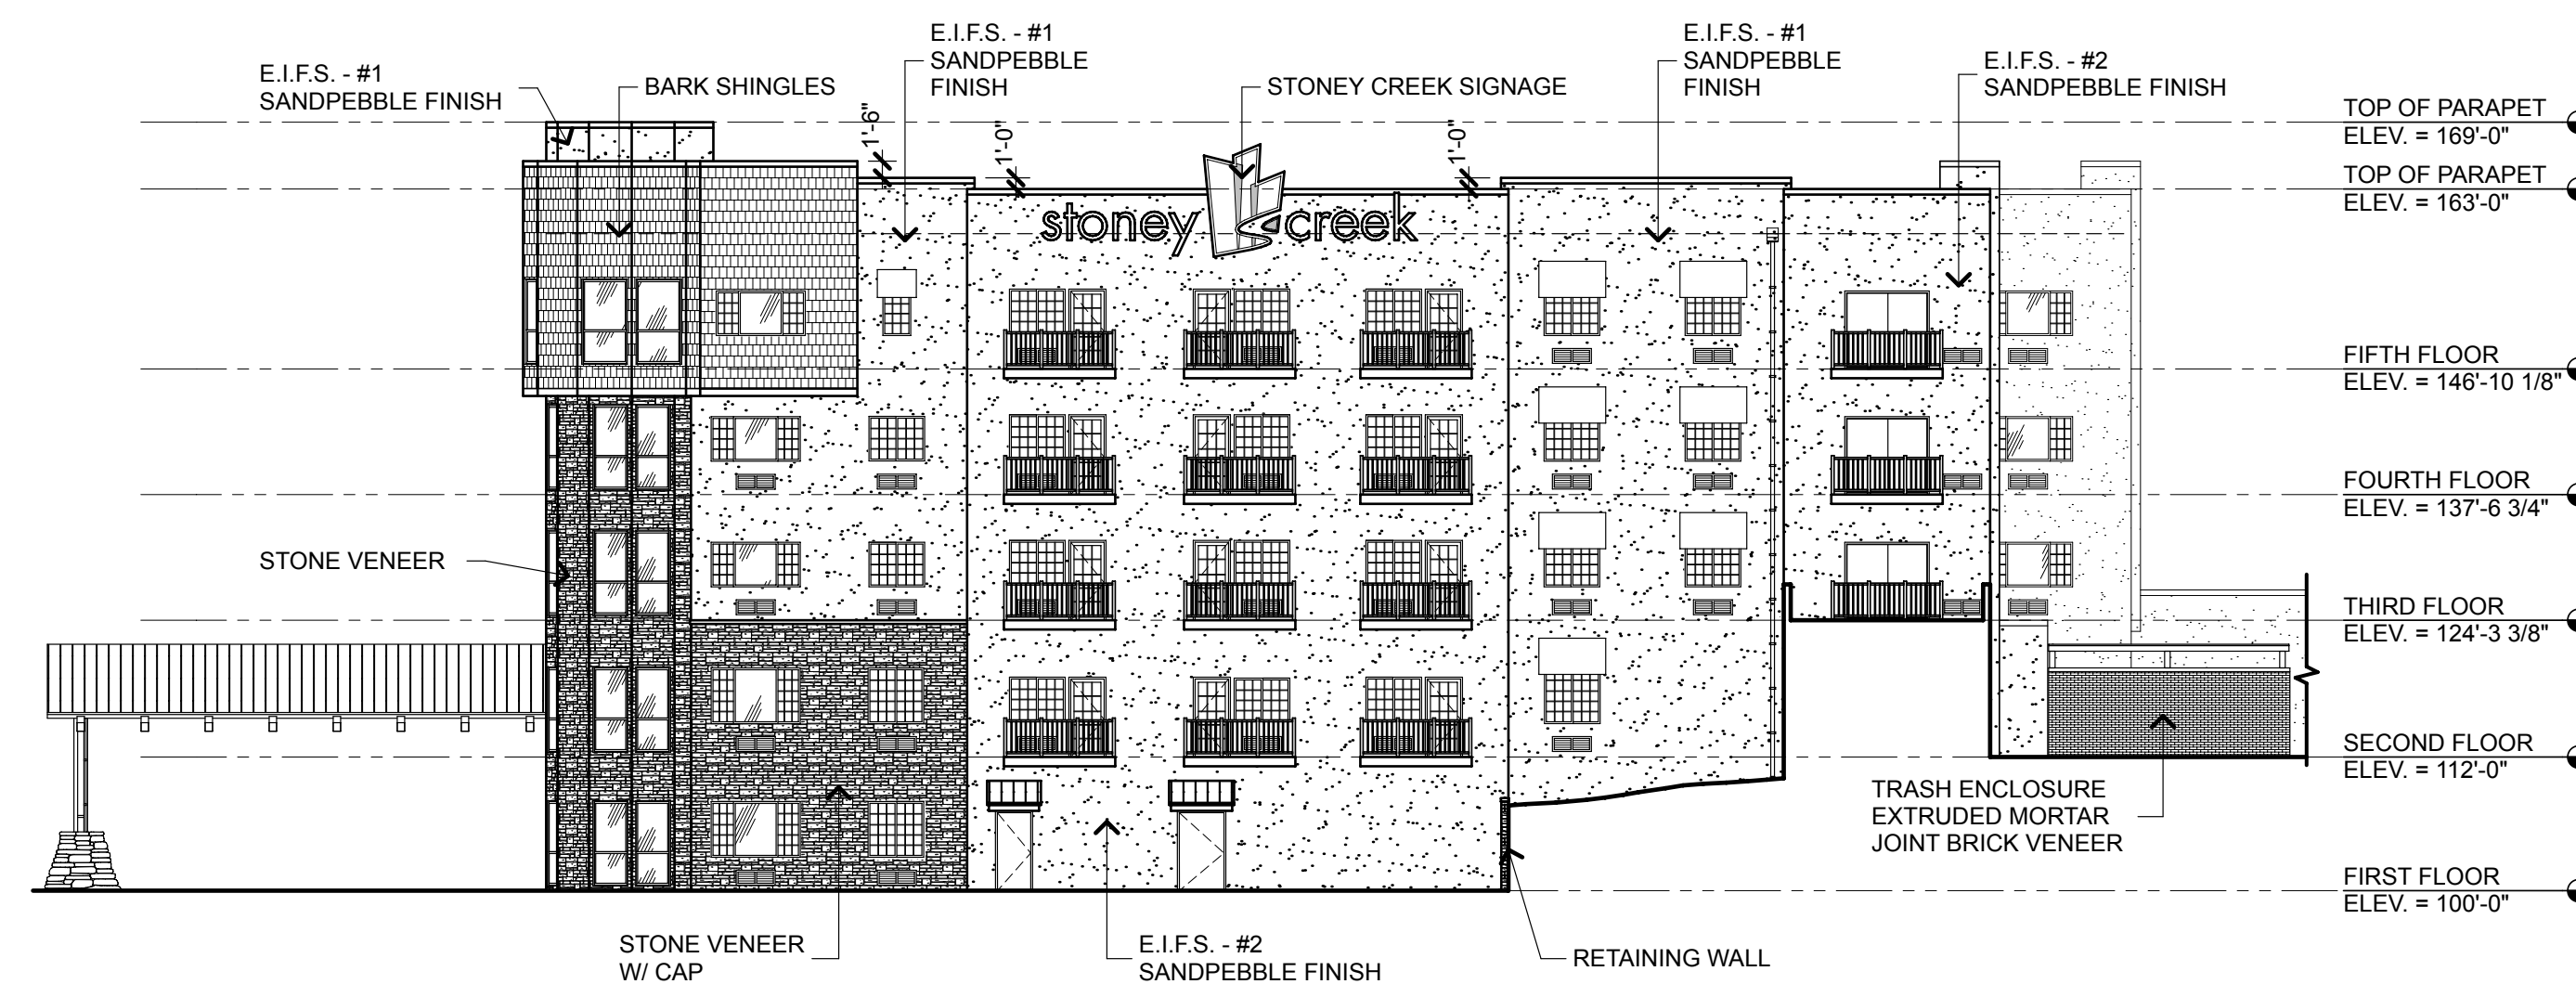 E.I.F.S. - #1
SANDPEBBLE FINISH
BARK SHINGLES
E.I.F.S. - #1
SANDPEBBLE
FINISH
STONEY CREEK SIGNAGE
E.I.F.S. - #1
SANDPEBBLE
FINISH
E.I.F.S. - #2
SANDPEBBLE FINISH
1'-6"
1'-0"
1'-0"
stoney creek
TOP OF PARAPET
ELEV. = 169'-0"
TOP OF PARAPET
ELEV. = 163'-0"
FIFTH FLOOR
ELEV. = 146'-10 1/8"
FOURTH FLOOR
ELEV. = 137'-6 3/4"
STONE VENEER
THIRD FLOOR
ELEV. = 124'-3 3/8"
SECOND FLOOR
ELEV. = 112'-0"
TRASH ENCLOSURE
EXTRUDED MORTAR
JOINT BRICK VENEER
FIRST FLOOR
ELEV. = 100'-0"
STONE VENEER
W/ CAP
E.I.F.S. - #2
SANDPEBBLE FINISH
RETAINING WALL